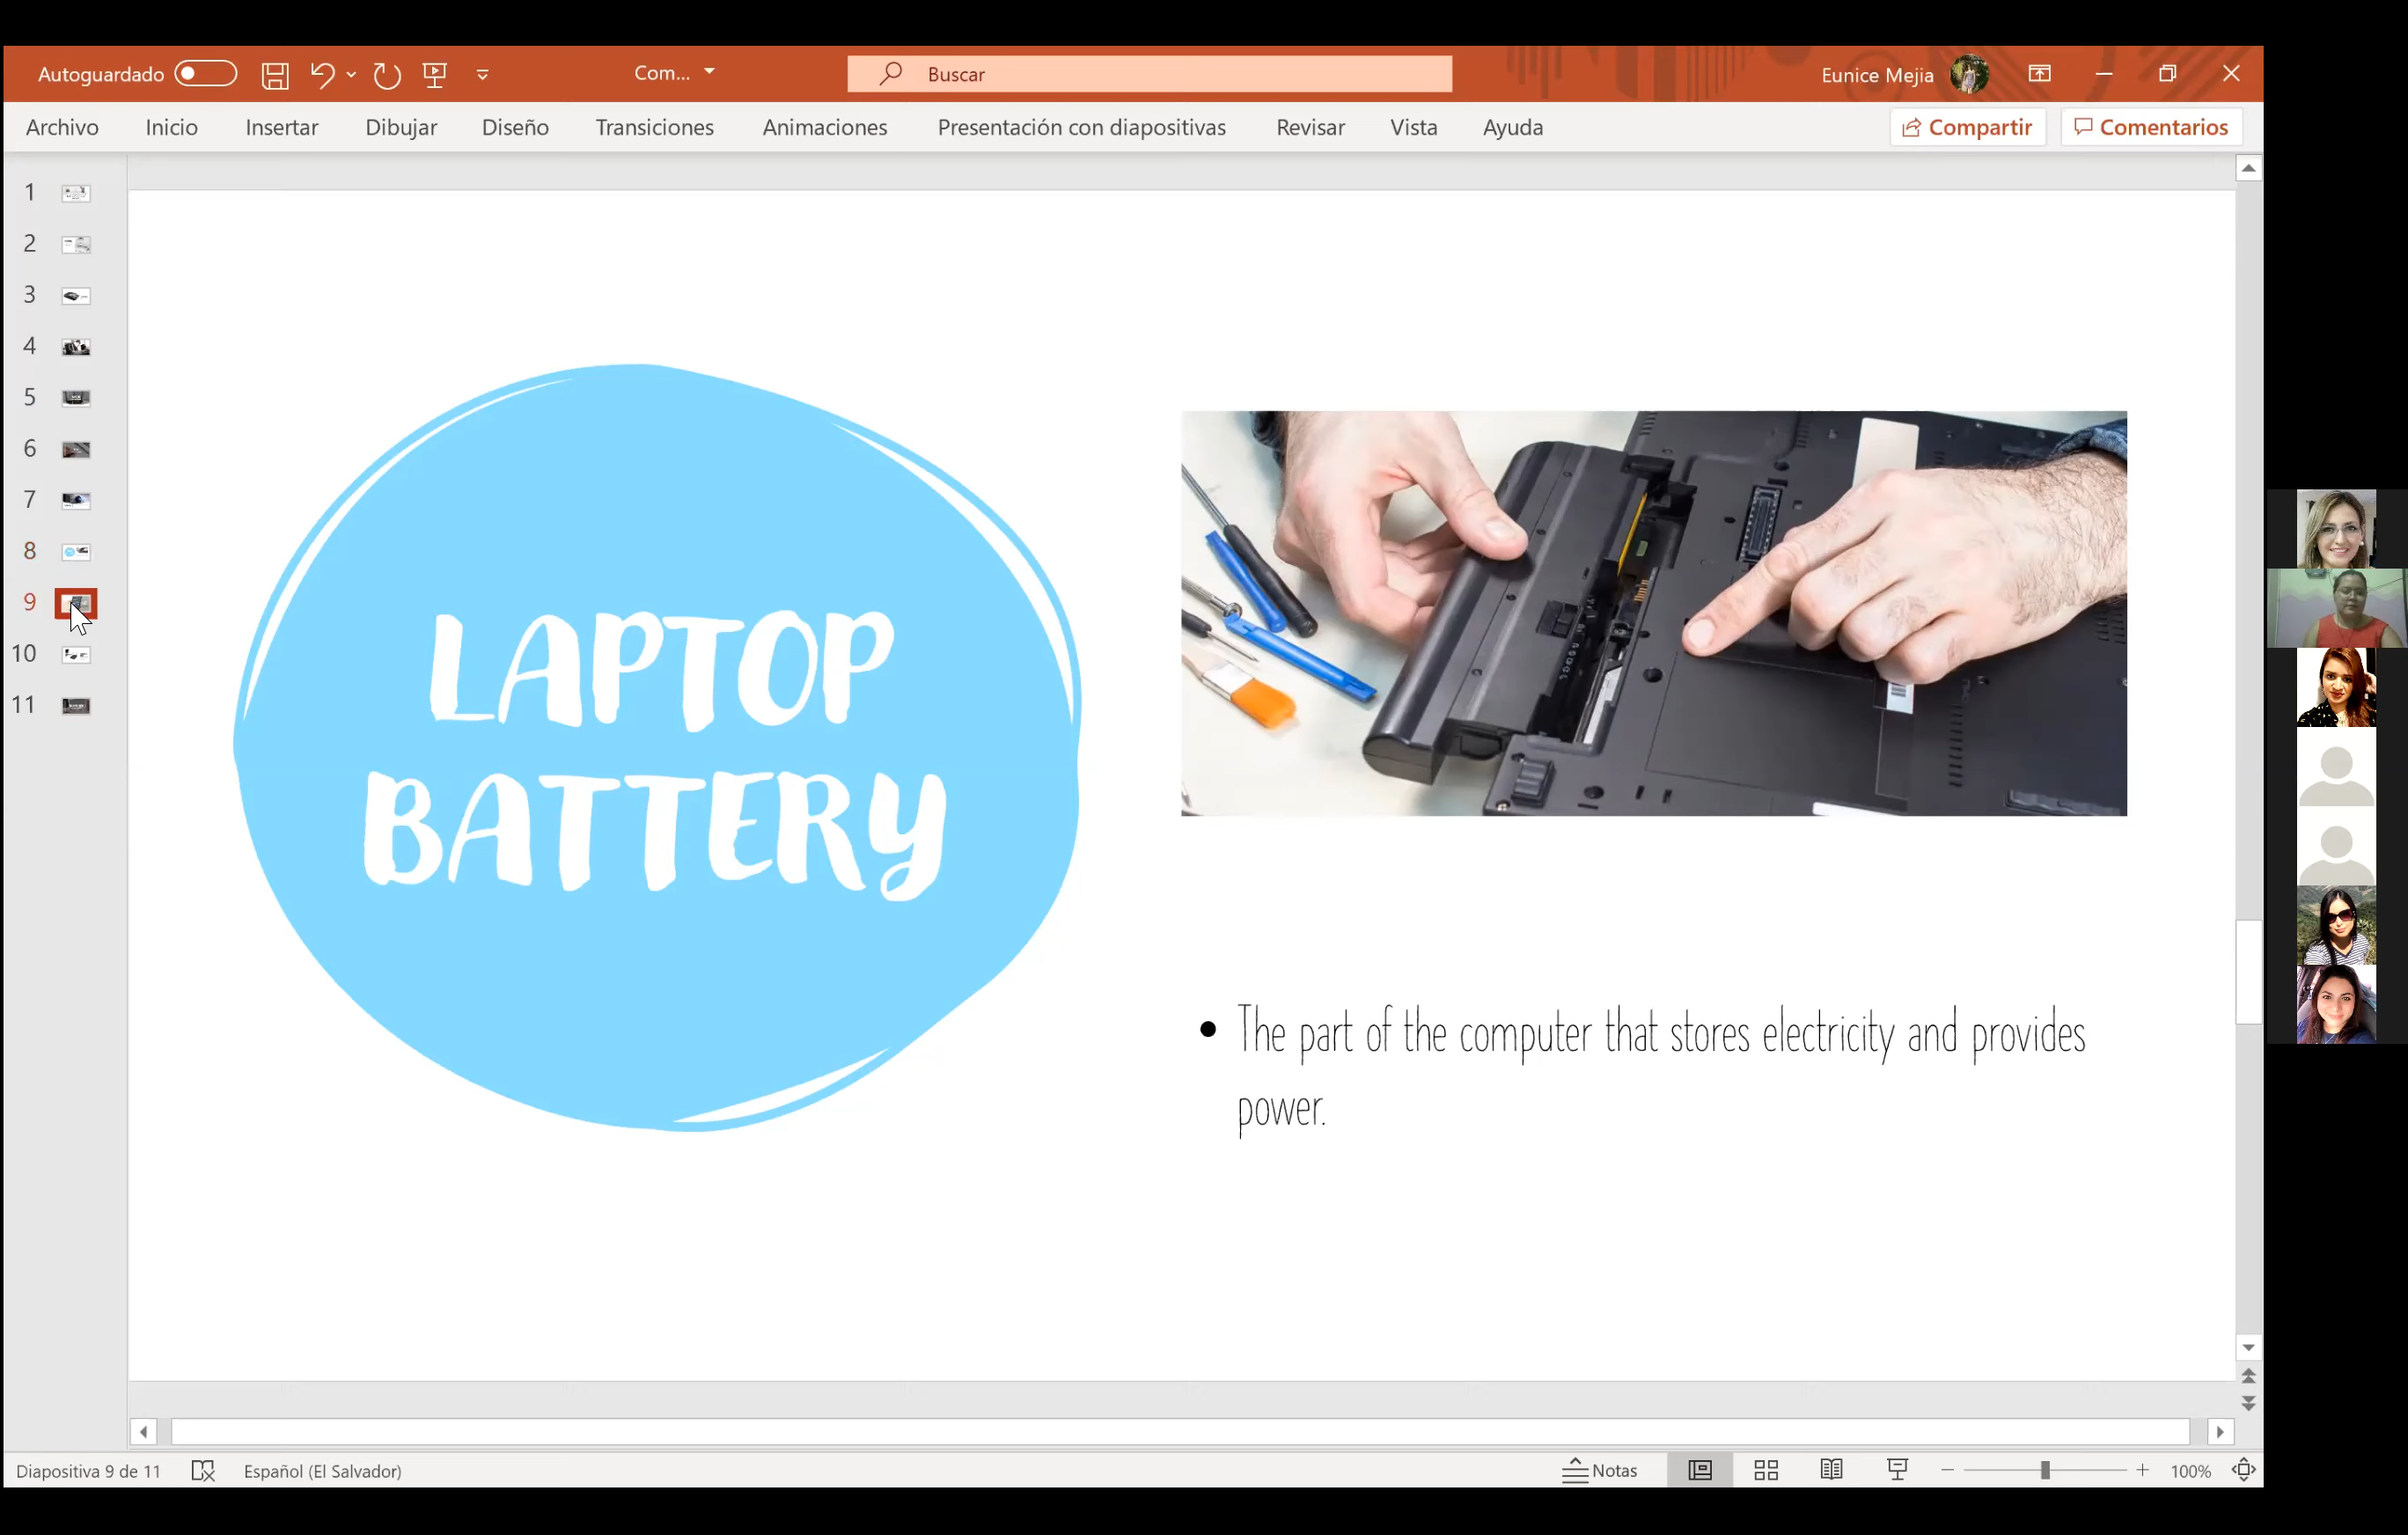 Autoguardado
Com...
Buscar
Eunice Mejia
Archivo Inicio Insertar Dibujar Diseño Transiciones Animaciones Presentación con diapositivas Revisar Vista Ayuda Compartir Comentarios
1
2
3
4
5
6
7
8
9
10
11
LAPTOP
BATTERY
• The part of the computer that stores electricity and provides
power.
Diapositiva 9 de 11 Español (El Salvador) Notas 100%